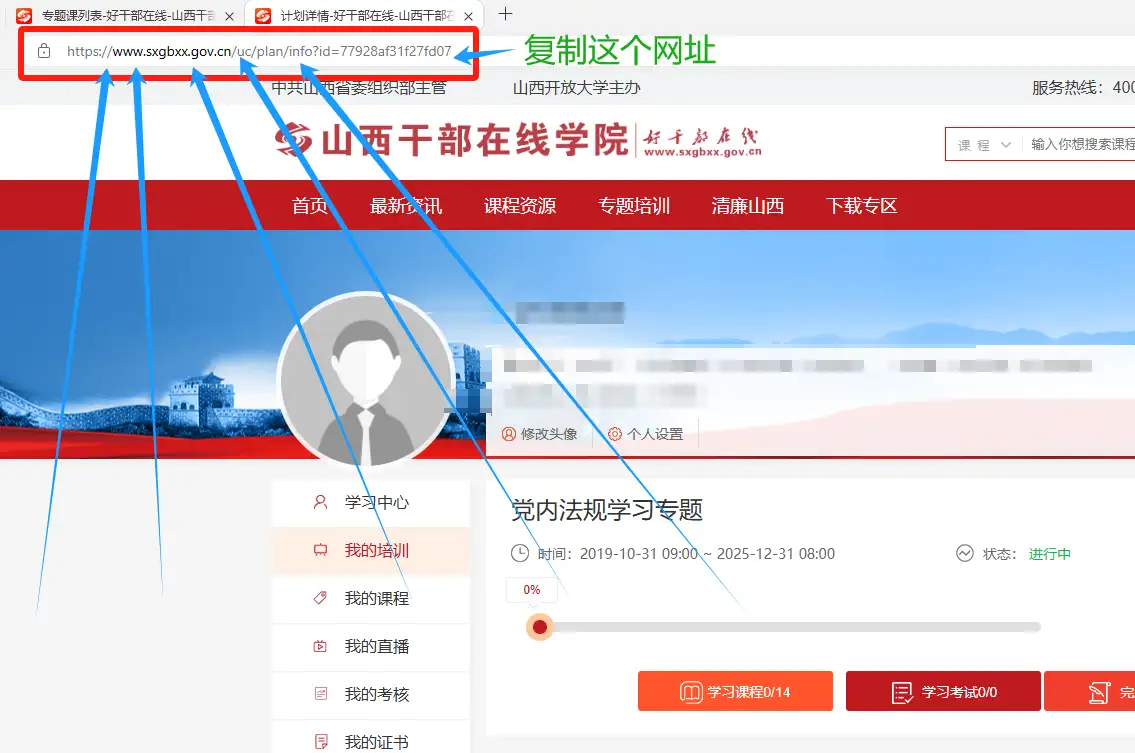 专题课列表-好干部在线-山西干部
计划详情-好干部在线-山西干部在
https://www.sxgbxx.gov.cn/uc/plan/info?id=77928af31f27fd07
复制这个网址
中共山西省委组织部主管
山西开放大学主办
服务热线：400
山西干部在线学院
好干部在线
www.sxgbxx.gov.cn
课程
输入你想搜索课程
首页
最新资讯
课程资源
专题培训
清廉山西
下载专区
修改头像
个人设置
学习中心
我的培训
我的课程
我的直播
我的考核
我的证书
党内法规学习专题
时间：2019-10-31 09:00 ~ 2025-12-31 08:00
状态：进行中
0%
学习课程0/14
学习考试0/0
完